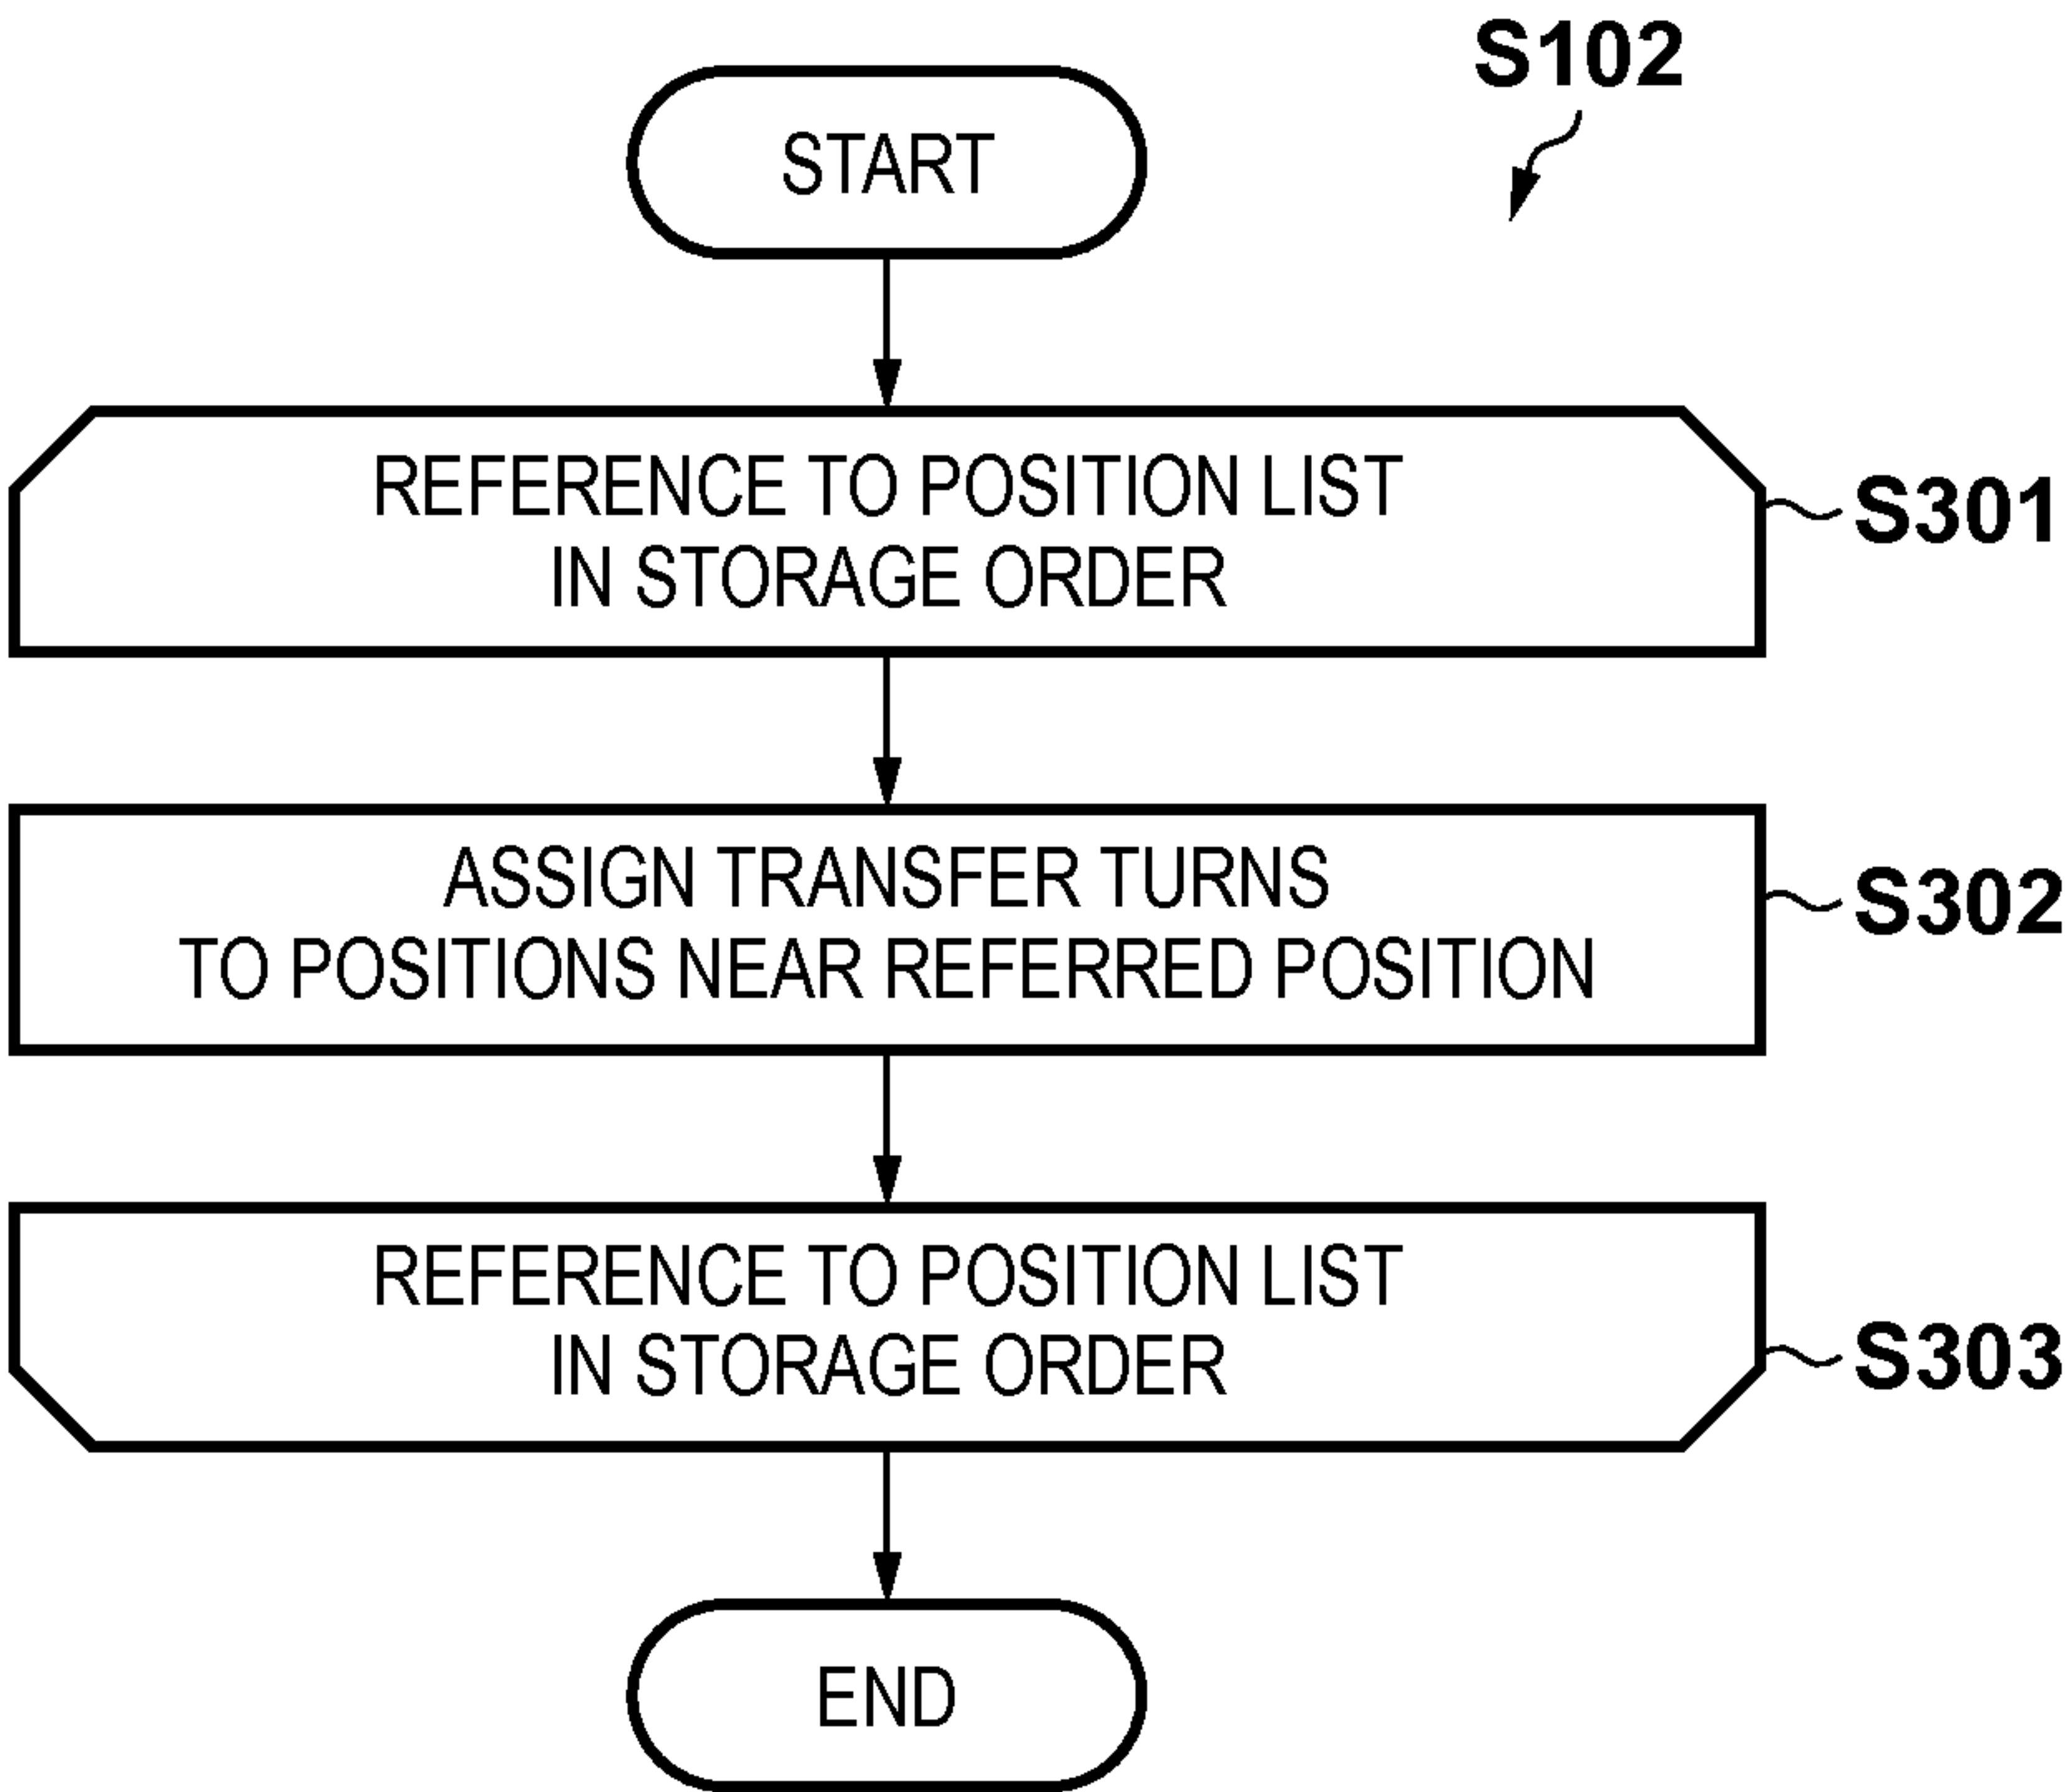 S102
START
REFERENCE TO POSITION LIST
IN STORAGE ORDER
S301
ASSIGN TRANSFER TURNS
TO POSITIONS NEAR REFERRED POSITION
S302
REFERENCE TO POSITION LIST
IN STORAGE ORDER
S303
END